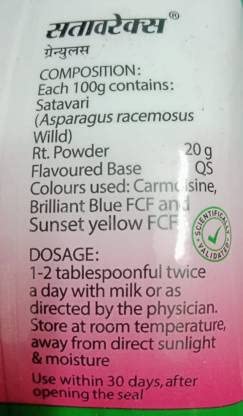 सतावरेक्स®
ग्रेन्युलस
COMPOSITION:
Each 100g contains:
Satavari
(Asparagus racemosus
Willd)
Rt. Powder 20 g
Flavoured Base QS
Colours used: Carmoisine,
Brilliant Blue FCF and
Sunset yellow FCF
SCIENTIFICALLY
VALIDATED
DOSAGE:
1-2 tablespoonful twice
a day with milk or as
directed by the physician.
Store at room temperature,
away from direct sunlight
& moisture
Use within 30 days, after
opening the seal